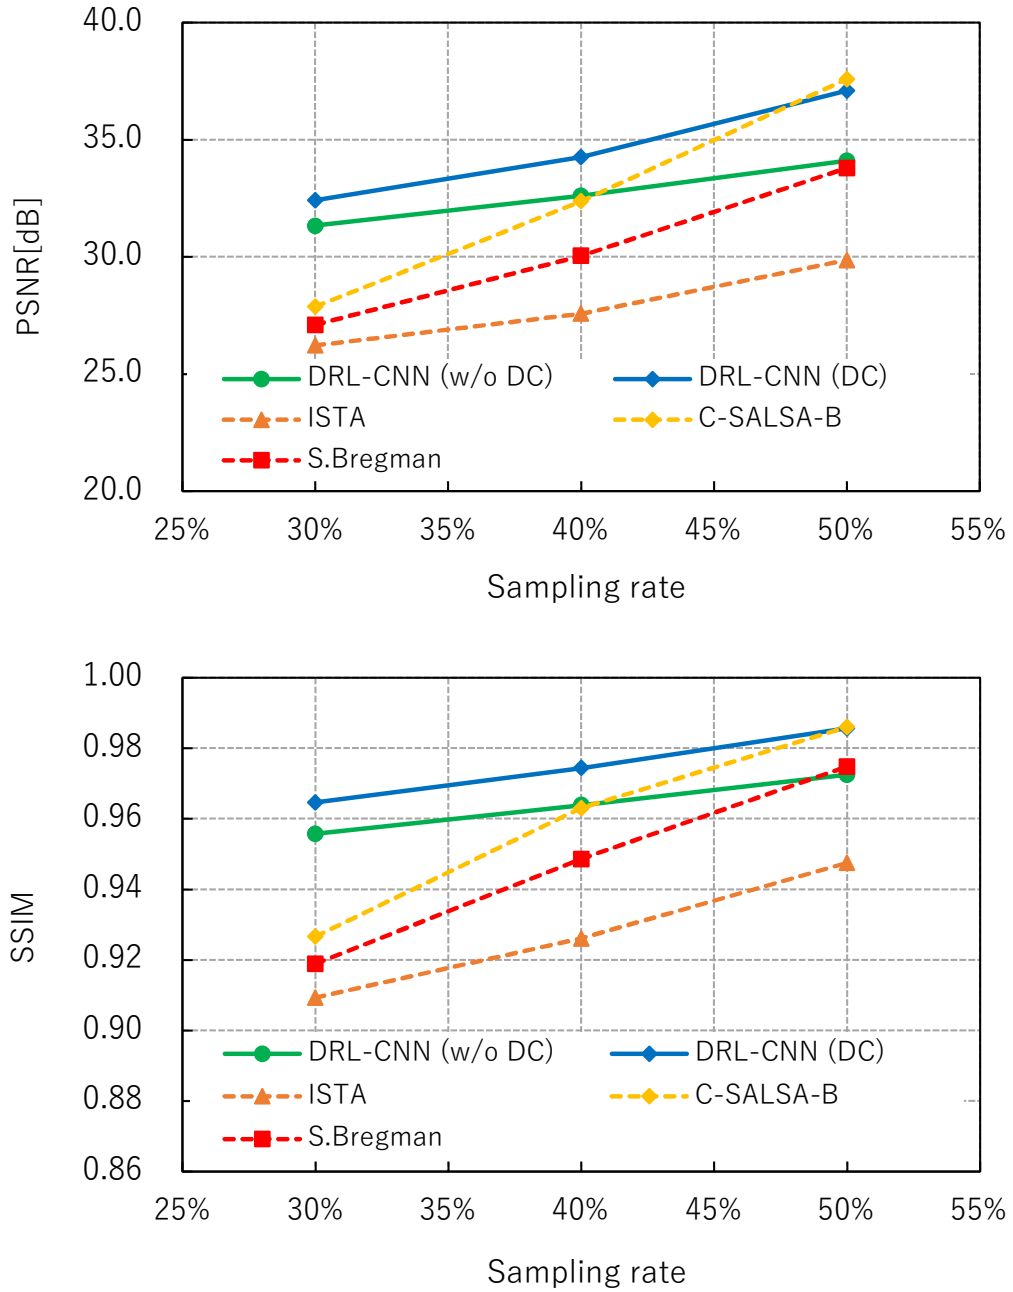 40.0
35.0
30.0
25.0
20.0
PSNR[dB]
DRL-CNN (w/o DC)
DRL-CNN (DC)
ISTA
C-SALSA-B
S.Bregman
25% 30% 35% 40% 45% 50% 55%
Sampling rate
1.00
0.98
0.96
0.94
0.92
0.90
0.88
0.86
SSIM
DRL-CNN (w/o DC)
DRL-CNN (DC)
ISTA
C-SALSA-B
S.Bregman
25% 30% 35% 40% 45% 50% 55%
Sampling rate